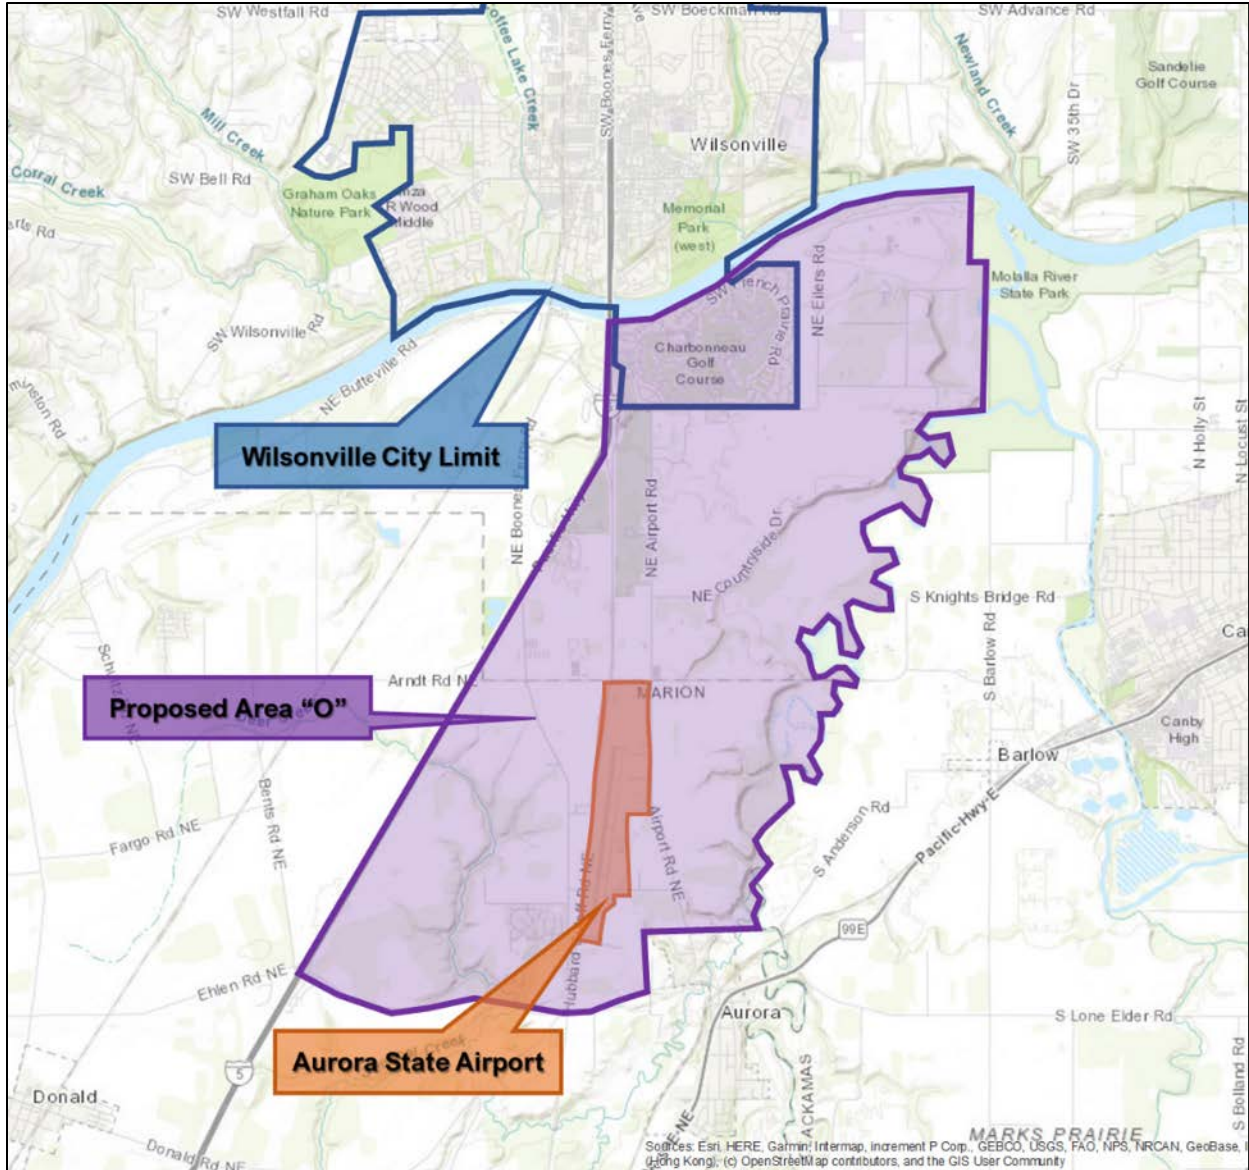 SW Westfall Rd
SW Boeckman Rd
SW Advance Rd
Coffee Lake Creek
SW Boones Ferry
Ave
Newland Creek
SW 35th Dr
Sandelie
Golf Course
Mill Creek
Corral Creek
SW Bell Rd
Graham Oaks
Nature Park
R Wood
Middle
Wilsonville
Memorial
Park
(west)
Molalla River
State Park
SW Wilsonville Rd
NE Butteville Rd
SW French Prairie Rd
NE Eilers Rd
Charbonneau
Golf
Course
N Holly St
N Locust St
Wilsonville City Limit
NE Airport Rd
NE Countryside Dr
S Knights Bridge Rd
S Barlow Rd
Ca
Arndt Rd NE
MARION
Proposed Area “O”
Canby
High
Barlow
Bents Rd NE
Fargo Rd NE
Airport Rd NE
S Anderson Rd
Pacific Hwy E
99E
Ehlen Rd NE
Hubbard
Aurora
S Lone Elder Rd
Aurora State Airport
5
Donald
Donald Rd NE
S Bolland Rd
MARKS PRAIRIE
Sources: Esri, HERE, Garmin, Intermap, increment P Corp., GEBCO, USGS, FAO, NPS, NRCAN, GeoBase,
(Hong Kong), (c) OpenStreetMap contributors, and the GIS User Community